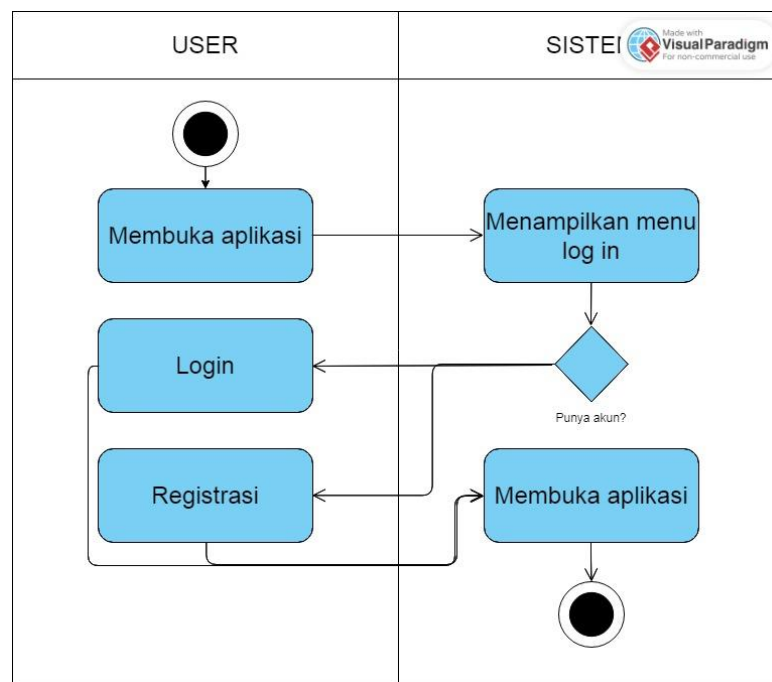 USER
Made with
Visual Paradigm
For non-commercial use
Membuka aplikasi
Menampilkan menu
log in
Login
Punya akun?
Registrasi
Membuka aplikasi